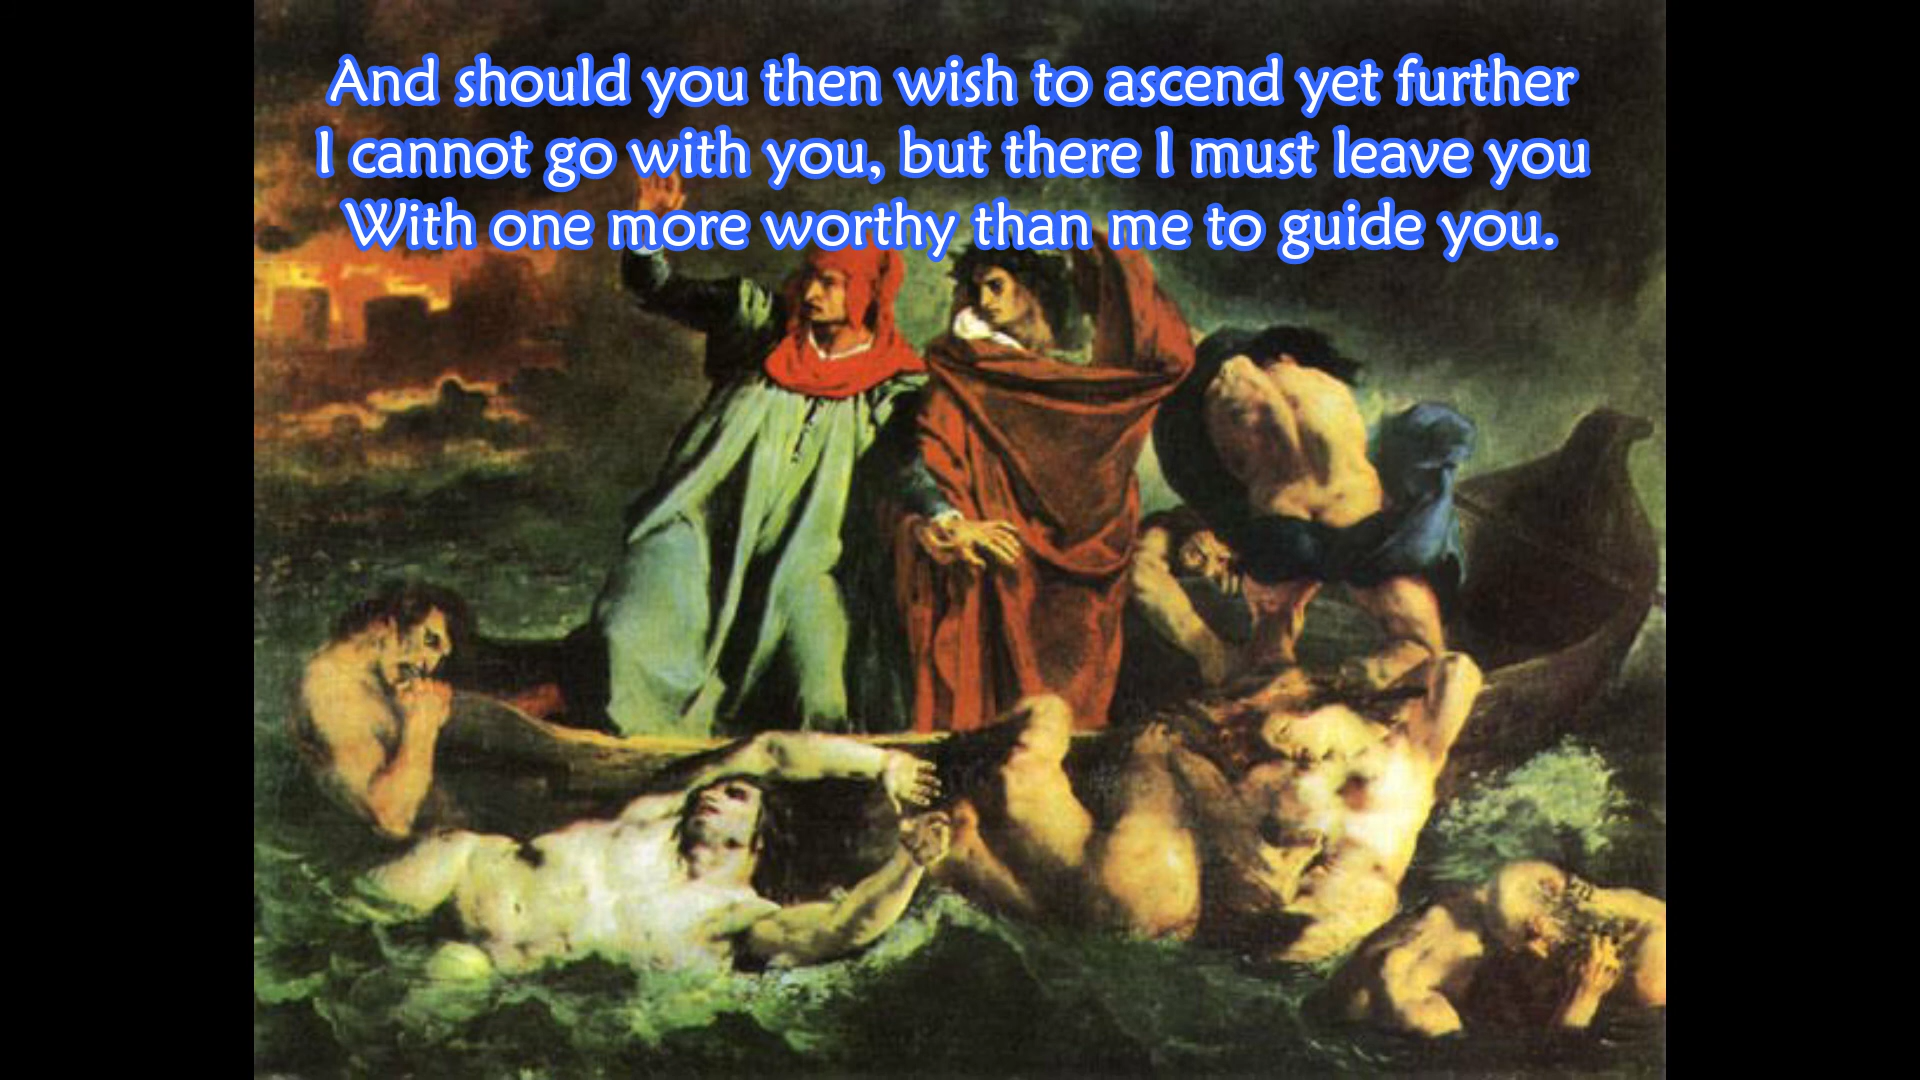 And should you then wish to ascend yet further
I cannot go with you, but there I must leave you
With one more worthy than me to guide you.